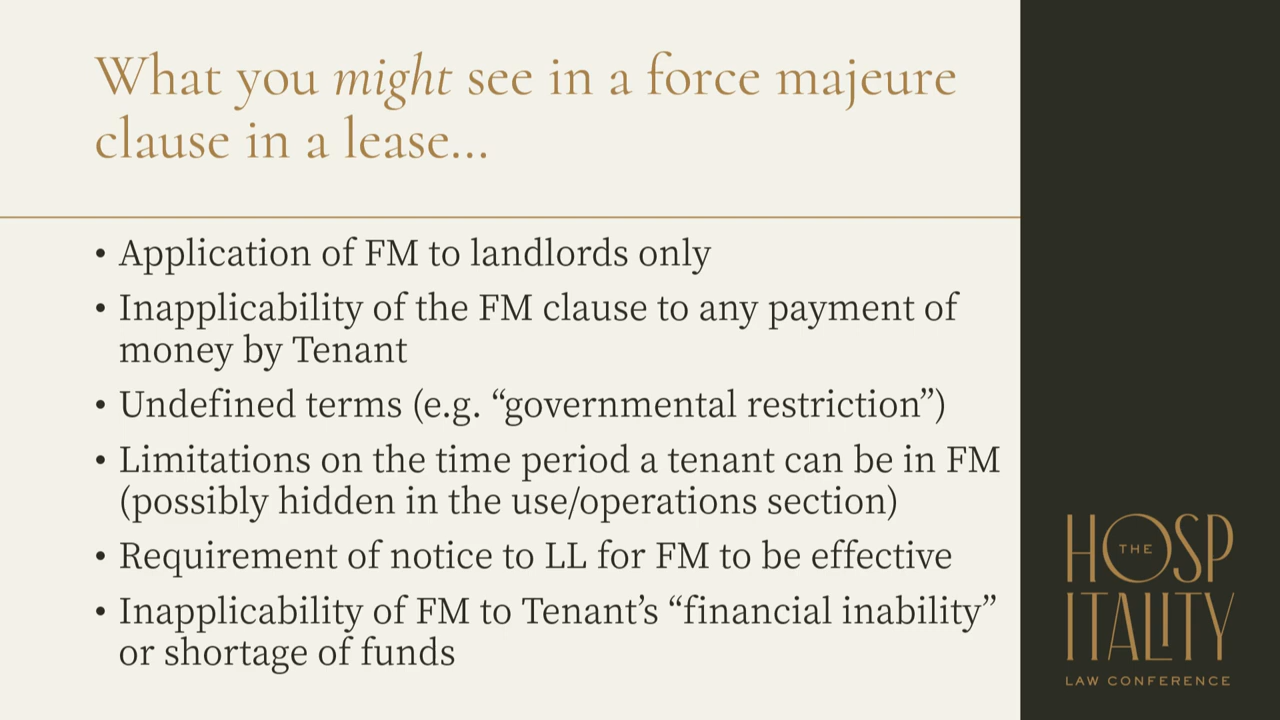 What you might see in a force majeure
clause in a lease...
• Application of FM to landlords only
• Inapplicability of the FM clause to any payment of
money by Tenant
• Undefined terms (e.g. “governmental restriction”)
• Limitations on the time period a tenant can be in FM
(possibly hidden in the use/operations section)
• Requirement of notice to LL for FM to be effective
• Inapplicability of FM to Tenant’s “financial inability”
or shortage of funds
THE
HOSP
ITALITY
LAW CONFERENCE